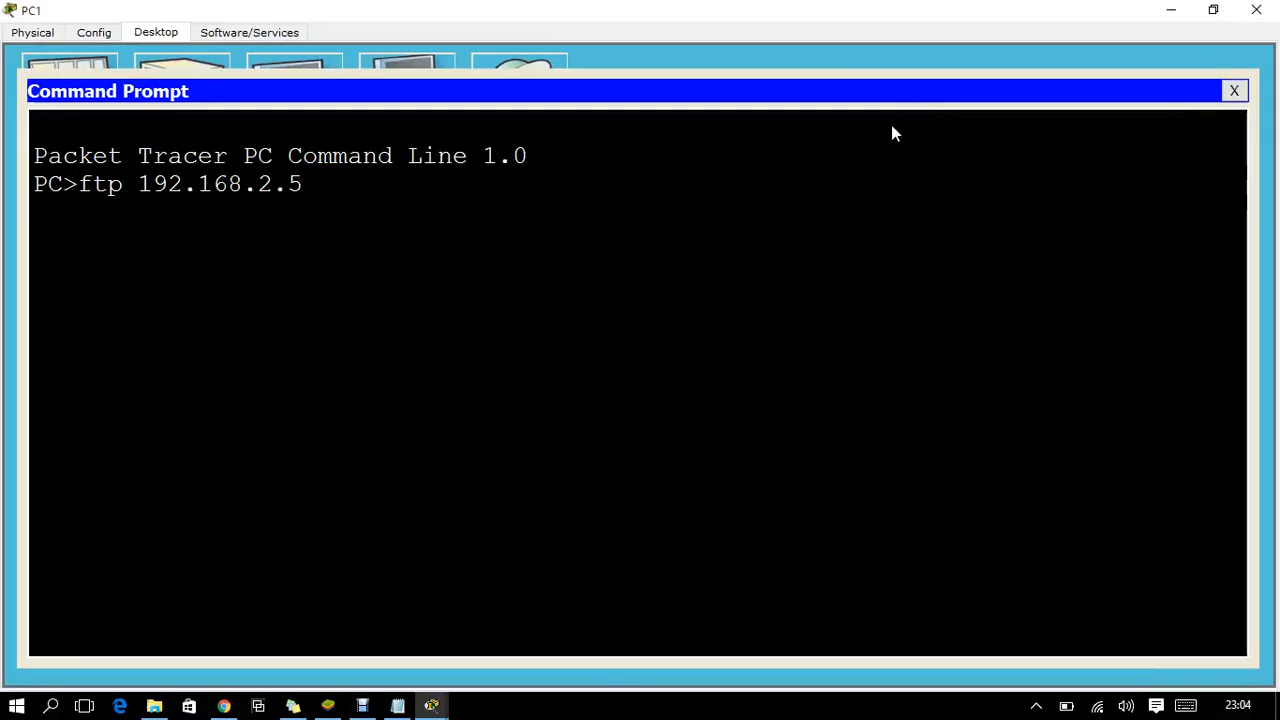 PC1
Physical Config Desktop Software/Services
Command Prompt X
Packet Tracer PC Command Line 1.0
PC>ftp 192.168.2.5
23:04